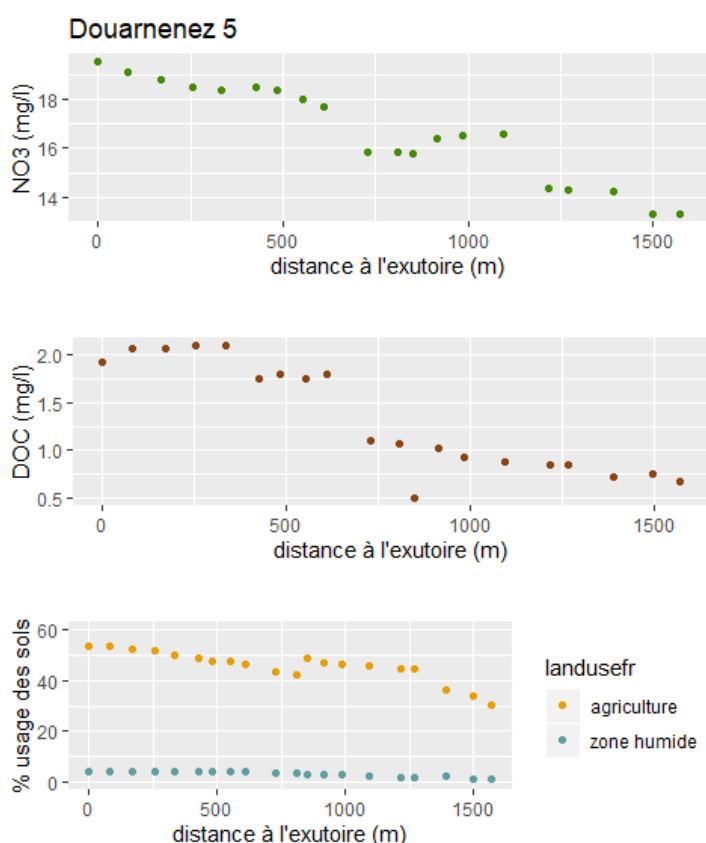 Douarnenez 5
NO3 (mg/l)
18
16
14
0 500 1000 1500
distance à l'exutoire (m)
DOC (mg/l)
2.0
1.5
1.0
0.5
0 500 1000 1500
distance à l'exutoire (m)
% usage des sols
60
40
20
0
0 500 1000 1500
distance à l'exutoire (m)
landusefr
agriculture
zone humide